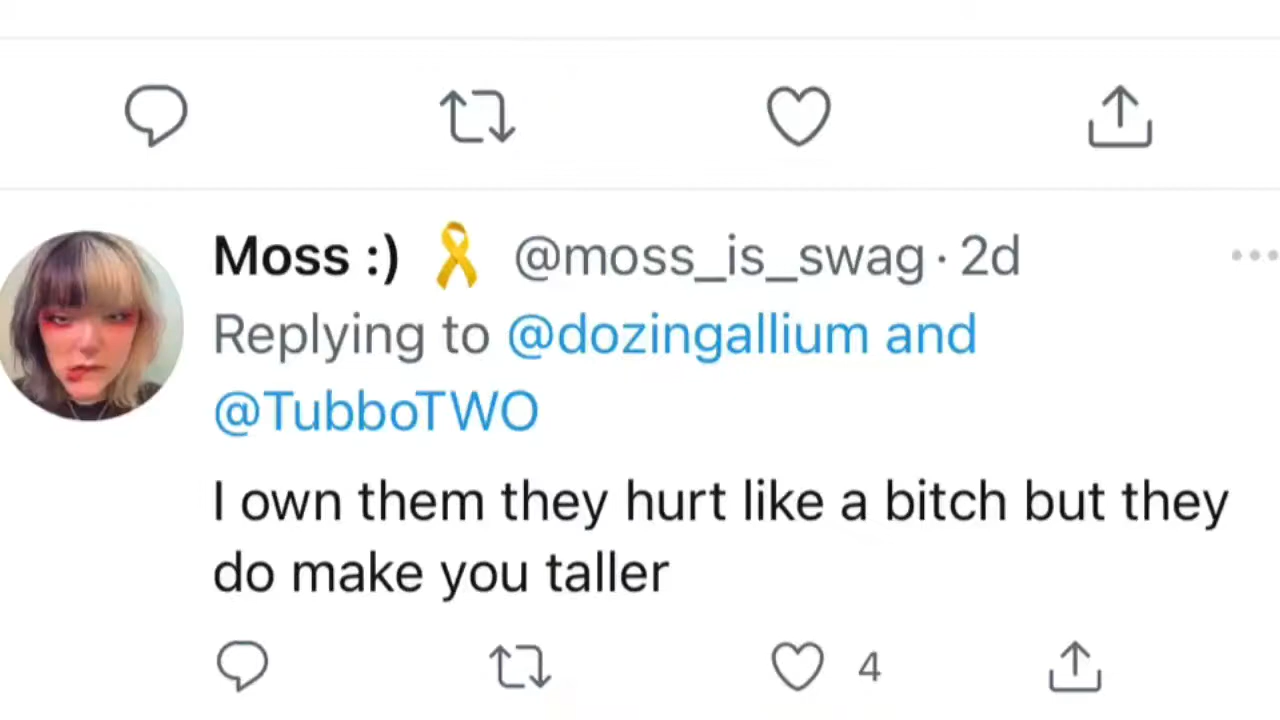 Moss :) 🎗 @moss_is_swag · 2d
Replying to @dozingallium and
@TubboTWO
I own them they hurt like a bitch but they
do make you taller
4